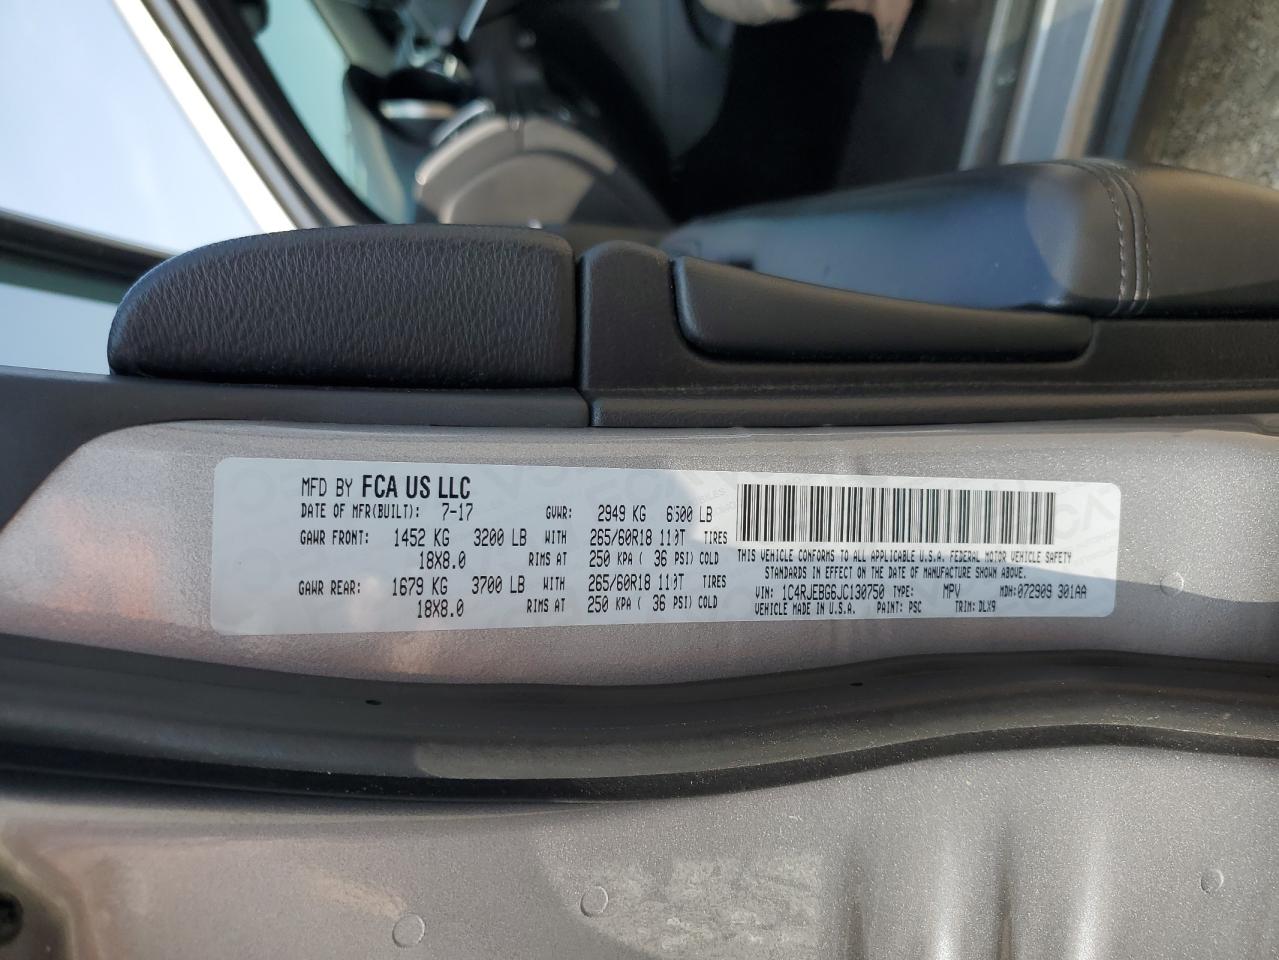 MFD BY FCA US LLC
DATE OF MFR(BUILT): 7-17 GVWR: 2949 KG 6500 LB
GAWR FRONT: 1452 KG 3200 LB WITH 265/60R18 110T TIRES
18X8.0 RIMS AT 250 KPA ( 36 PSI) COLD
GAWR REAR: 1679 KG 3700 LB WITH 265/60R18 110T TIRES
18X8.0 RIMS AT 250 KPA ( 36 PSI) COLD
THIS VEHICLE CONFORMS TO ALL APPLICABLE U.S.A. FEDERAL MOTOR VEHICLE SAFETY
STANDARDS IN EFFECT ON THE DATE OF MANUFACTURE SHOWN ABOVE.
VIN: 1C4RJEBG6JC130750 TYPE: MPV MDH:072909 301AA
VEHICLE MADE IN U.S.A. PAINT: PSC TRIM: DLX9